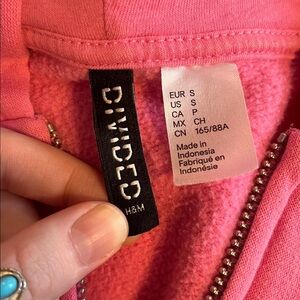 DIVIDED
H&M
EUR S
US S
CA P
MX CH
CN 165/88A
Made in
Indonesia
Fabriqué en
Indonésie